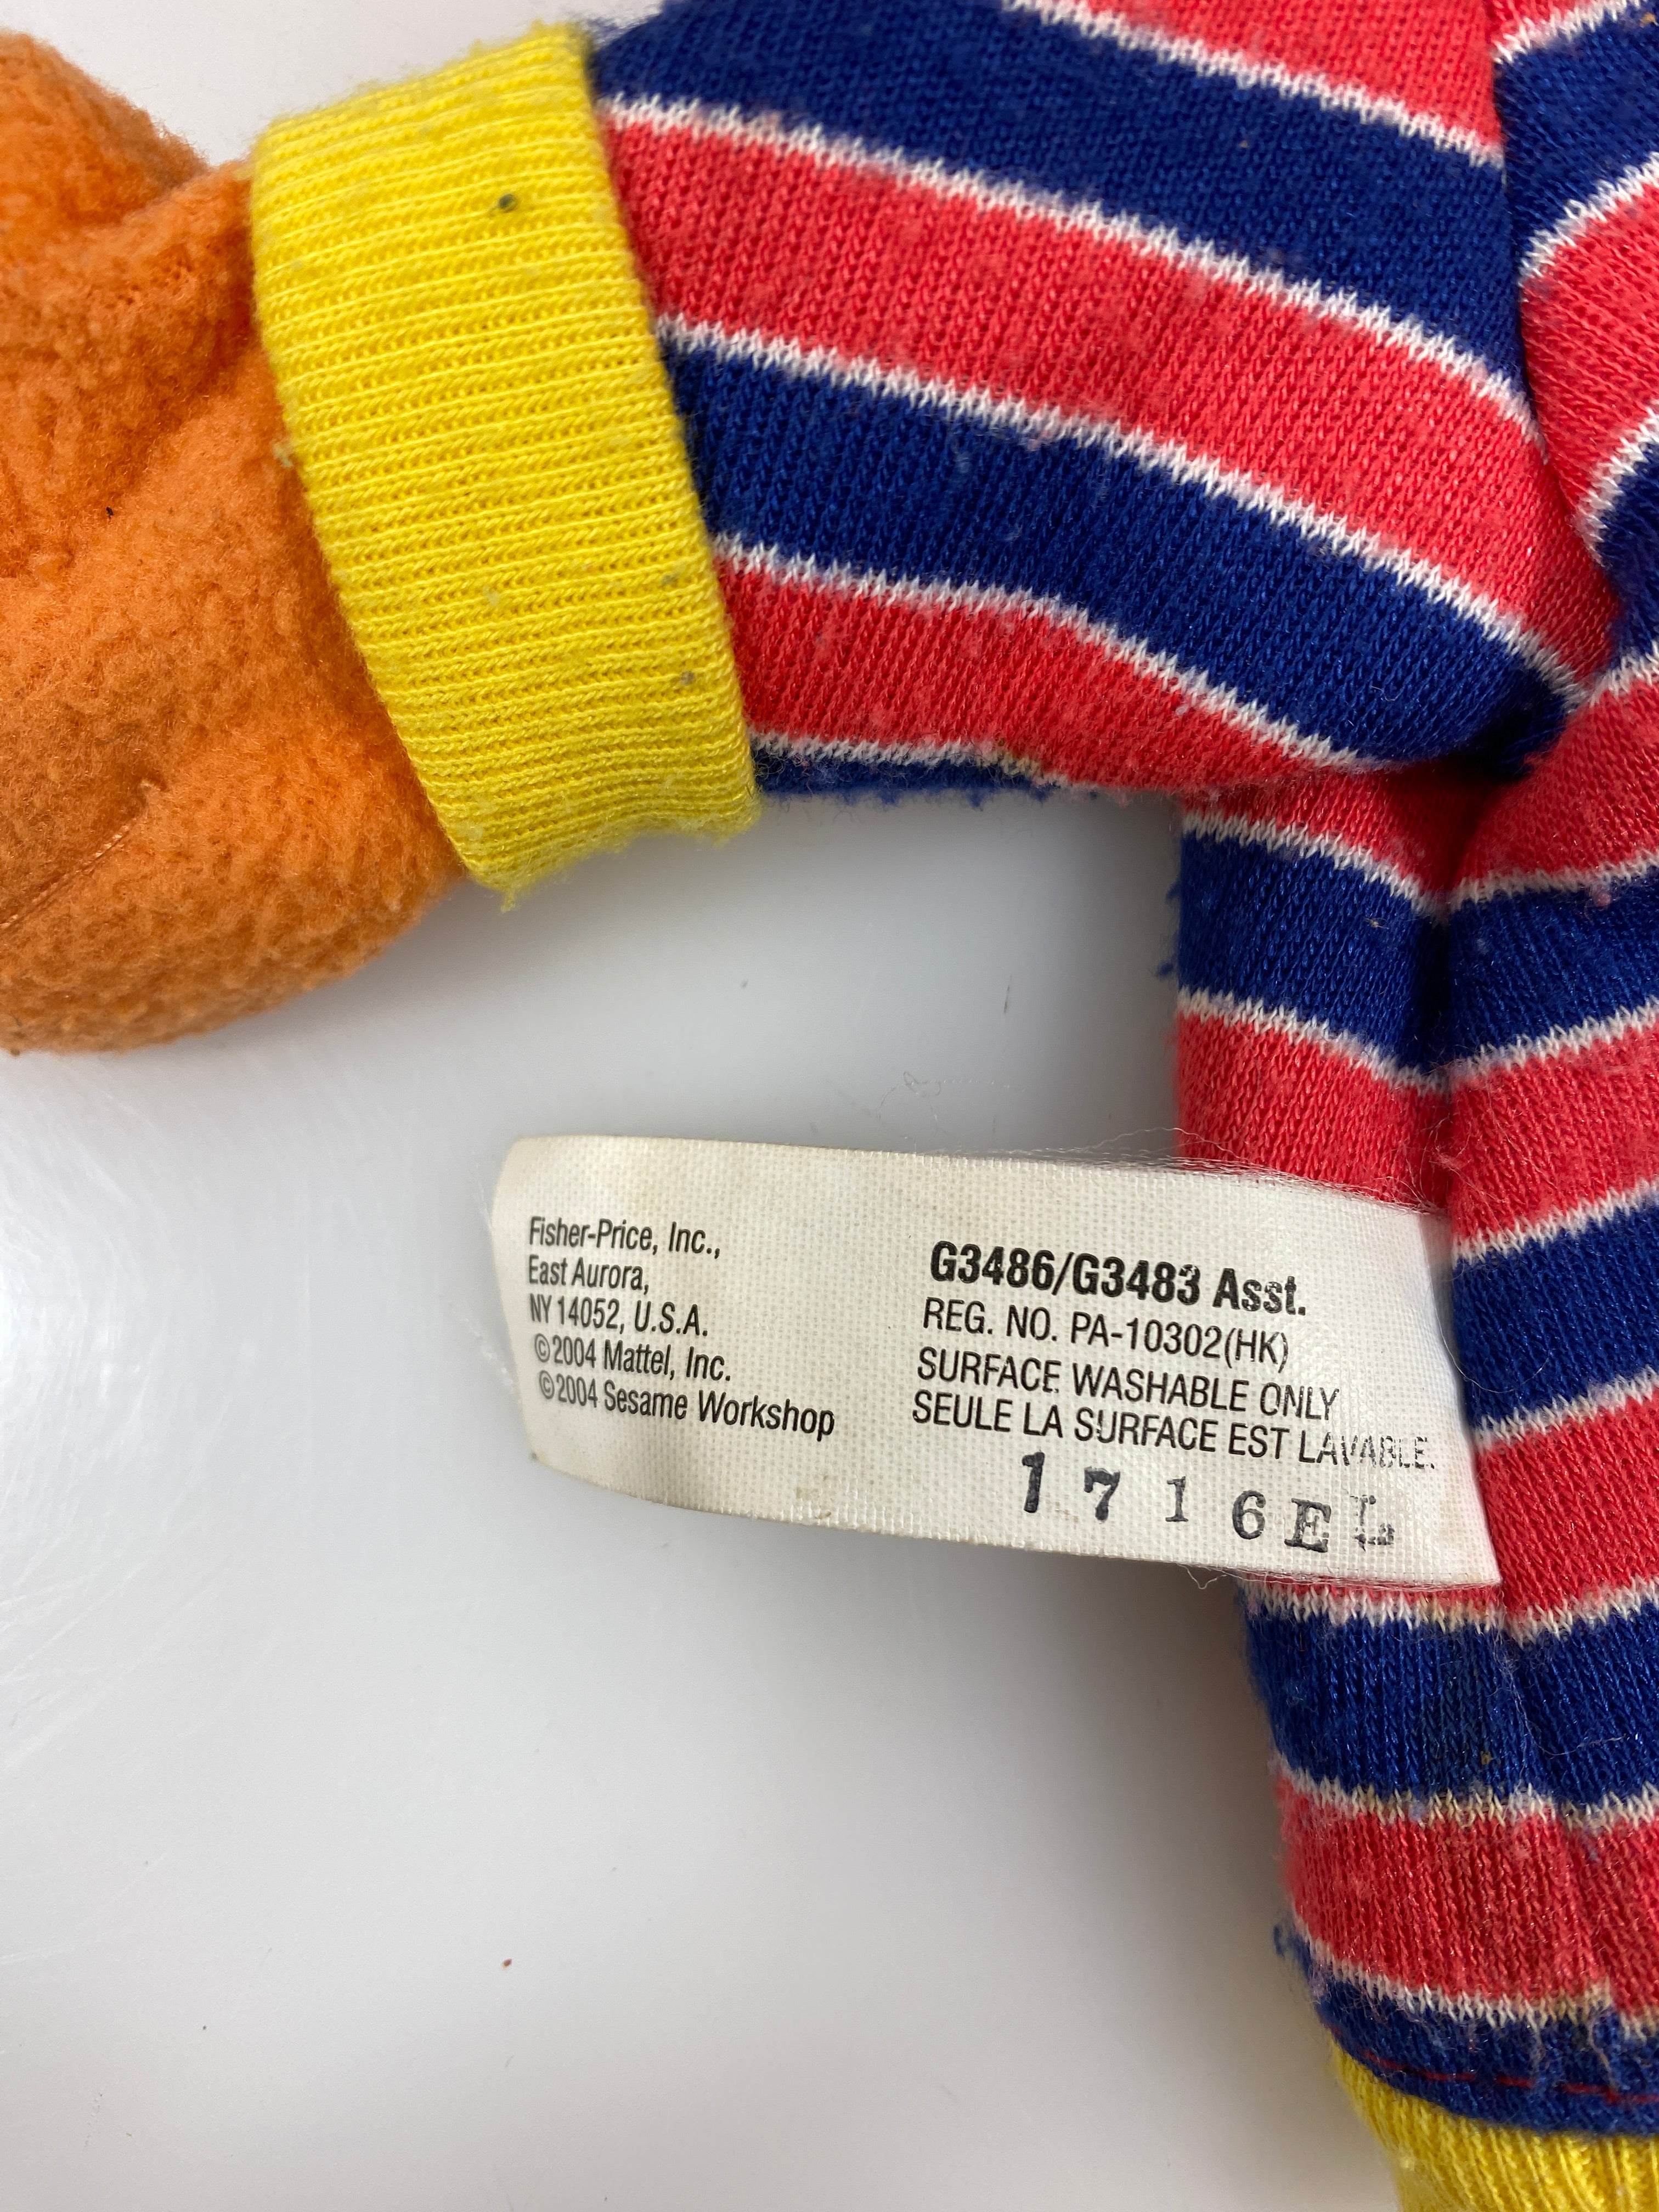 Fisher-Price, Inc.,
East Aurora,
NY 14052, U.S.A.
©2004 Mattel, Inc.
©2004 Sesame Workshop
G3486/G3483 Asst.
REG. NO. PA-10302(HK)
SURFACE WASHABLE ONLY
SEULE LA SURFACE EST LAVABLE.
1716EL